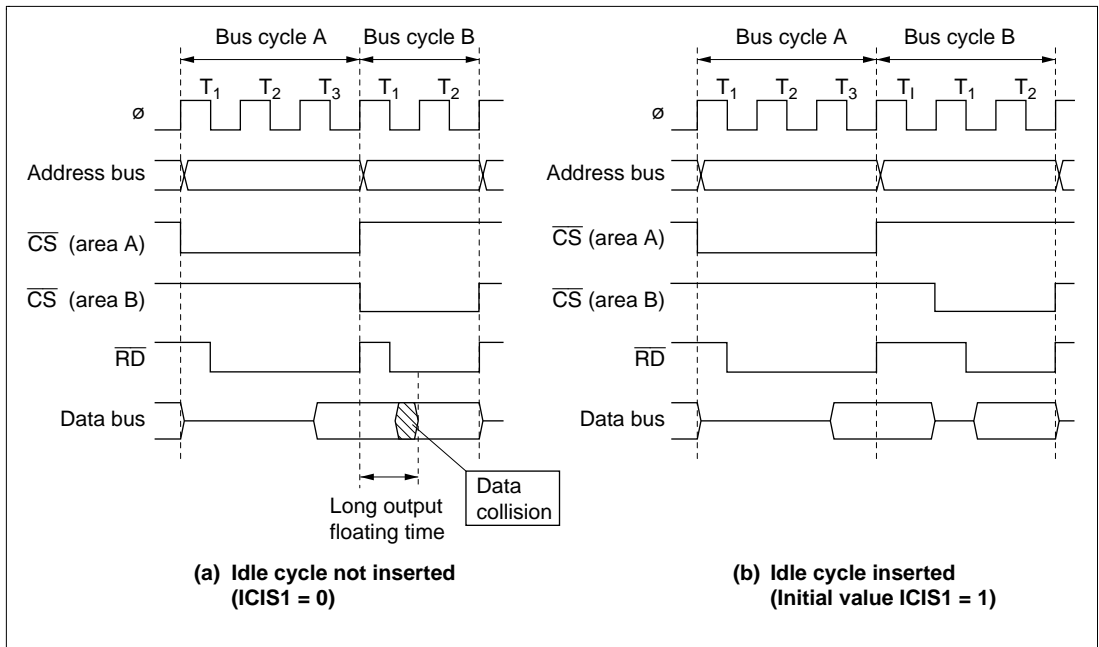 Bus cycle A Bus cycle B
T1 T2 T3 T1 T2
ø
Address bus
CS (area A)
CS (area B)
RD
Data bus
Long output
floating time
Data
collision
(a) Idle cycle not inserted
(ICIS1 = 0)
Bus cycle A Bus cycle B
T1 T2 T3 TI T1 T2
ø
Address bus
CS (area A)
CS (area B)
RD
Data bus
(b) Idle cycle inserted
(Initial value ICIS1 = 1)